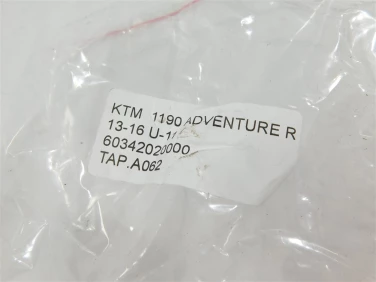 KTM 1190 ADVENTURE R
13-16
60342020000
TAP.A062